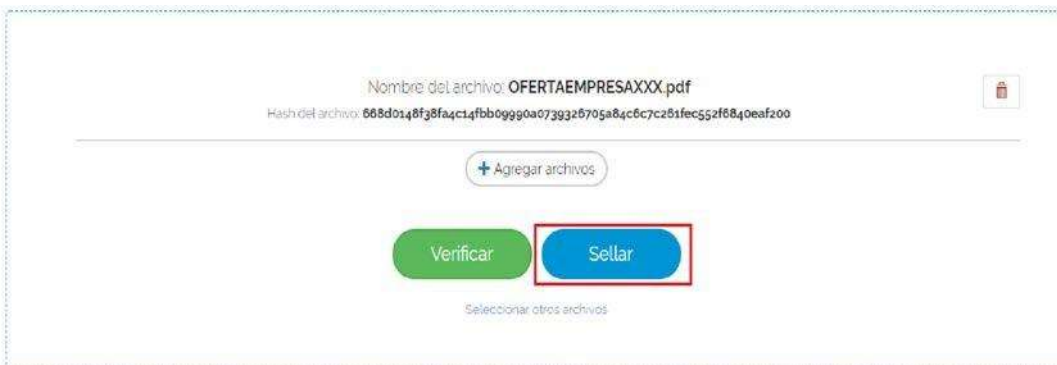 Nombre del archivo: OFERTAEMPRESAXXX.pdf
Hash del archivo: 668d0148f38fa4c14fbb09990a0739326705a84c6c7c261fec552f6840eaf200
+ Agregar archivos
Verificar
Sellar
Seleccionar otros archivos